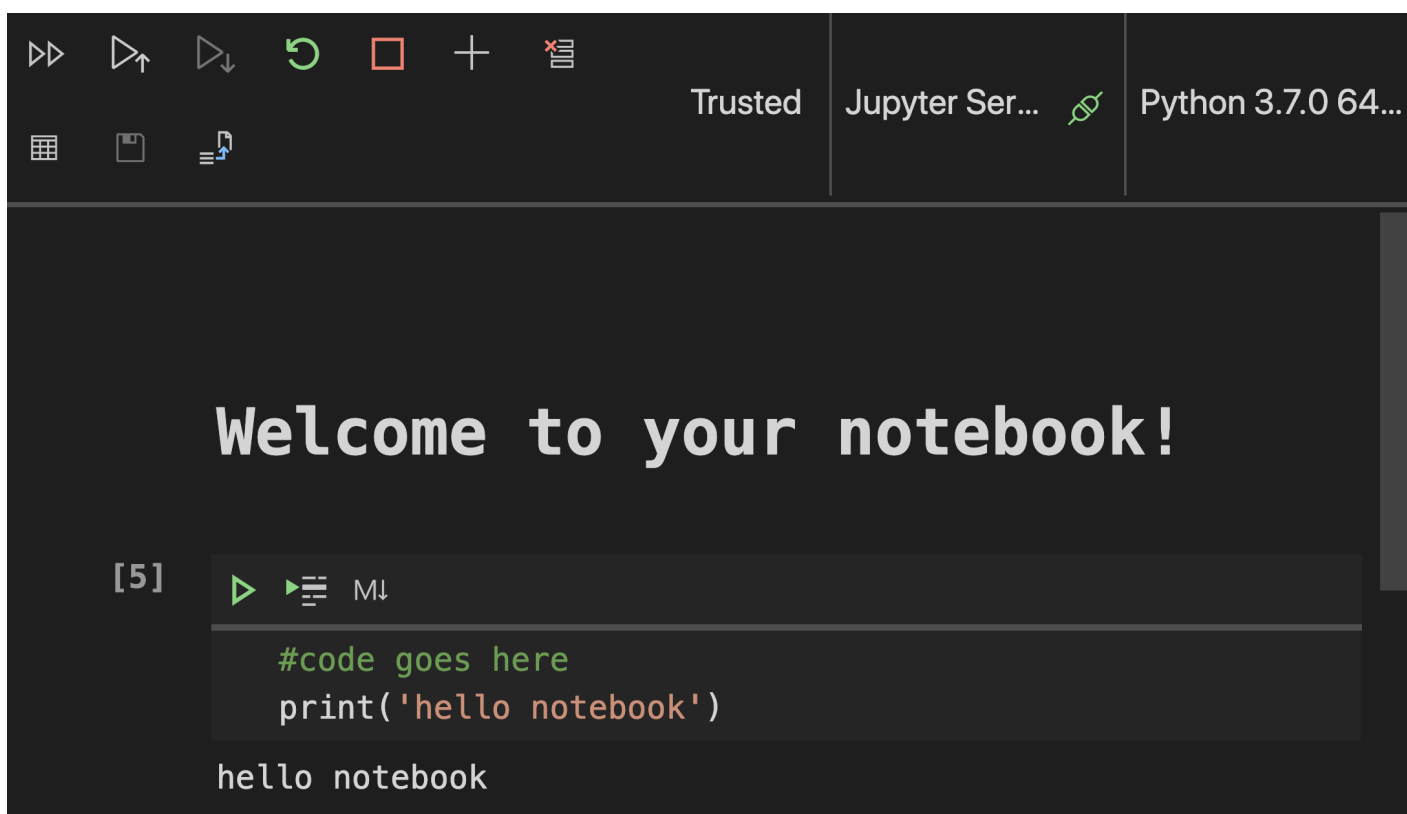 Trusted
Jupyter Ser...
Python 3.7.0 64...
Welcome to your notebook!
[5]
M↓
#code goes here
print('hello notebook')
hello notebook